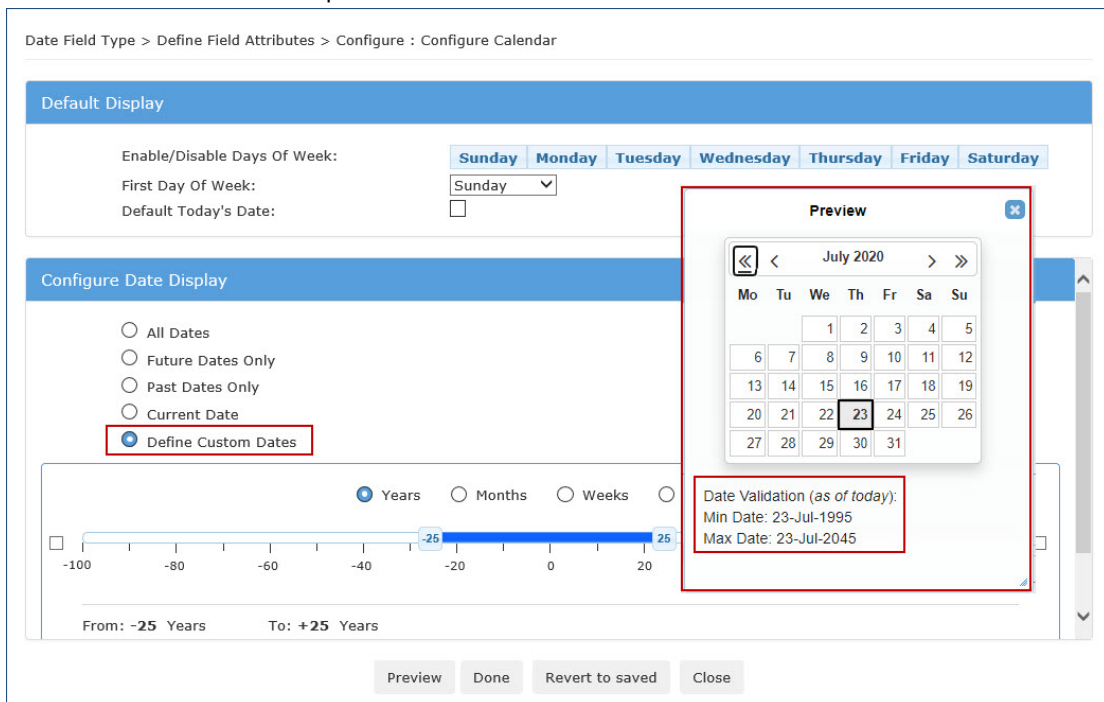 Date Field Type > Define Field Attributes > Configure : Configure Calendar
Default Display
Enable/Disable Days Of Week:
Sunday Monday Tuesday Wednesday Thursday Friday Saturday
First Day Of Week:
Sunday
Default Today's Date:
Configure Date Display
All Dates
Future Dates Only
Past Dates Only
Current Date
Define Custom Dates
Years Months Weeks
-25 25
-100 -80 -60 -40 -20 0 20
From: -25 Years To: +25 Years
Preview
« < July 2020 > »
Mo Tu We Th Fr Sa Su
1 2 3 4 5
6 7 8 9 10 11 12
13 14 15 16 17 18 19
20 21 22 23 24 25 26
27 28 29 30 31
Date Validation (as of today):
Min Date: 23-Jul-1995
Max Date: 23-Jul-2045
Preview Done Revert to saved Close